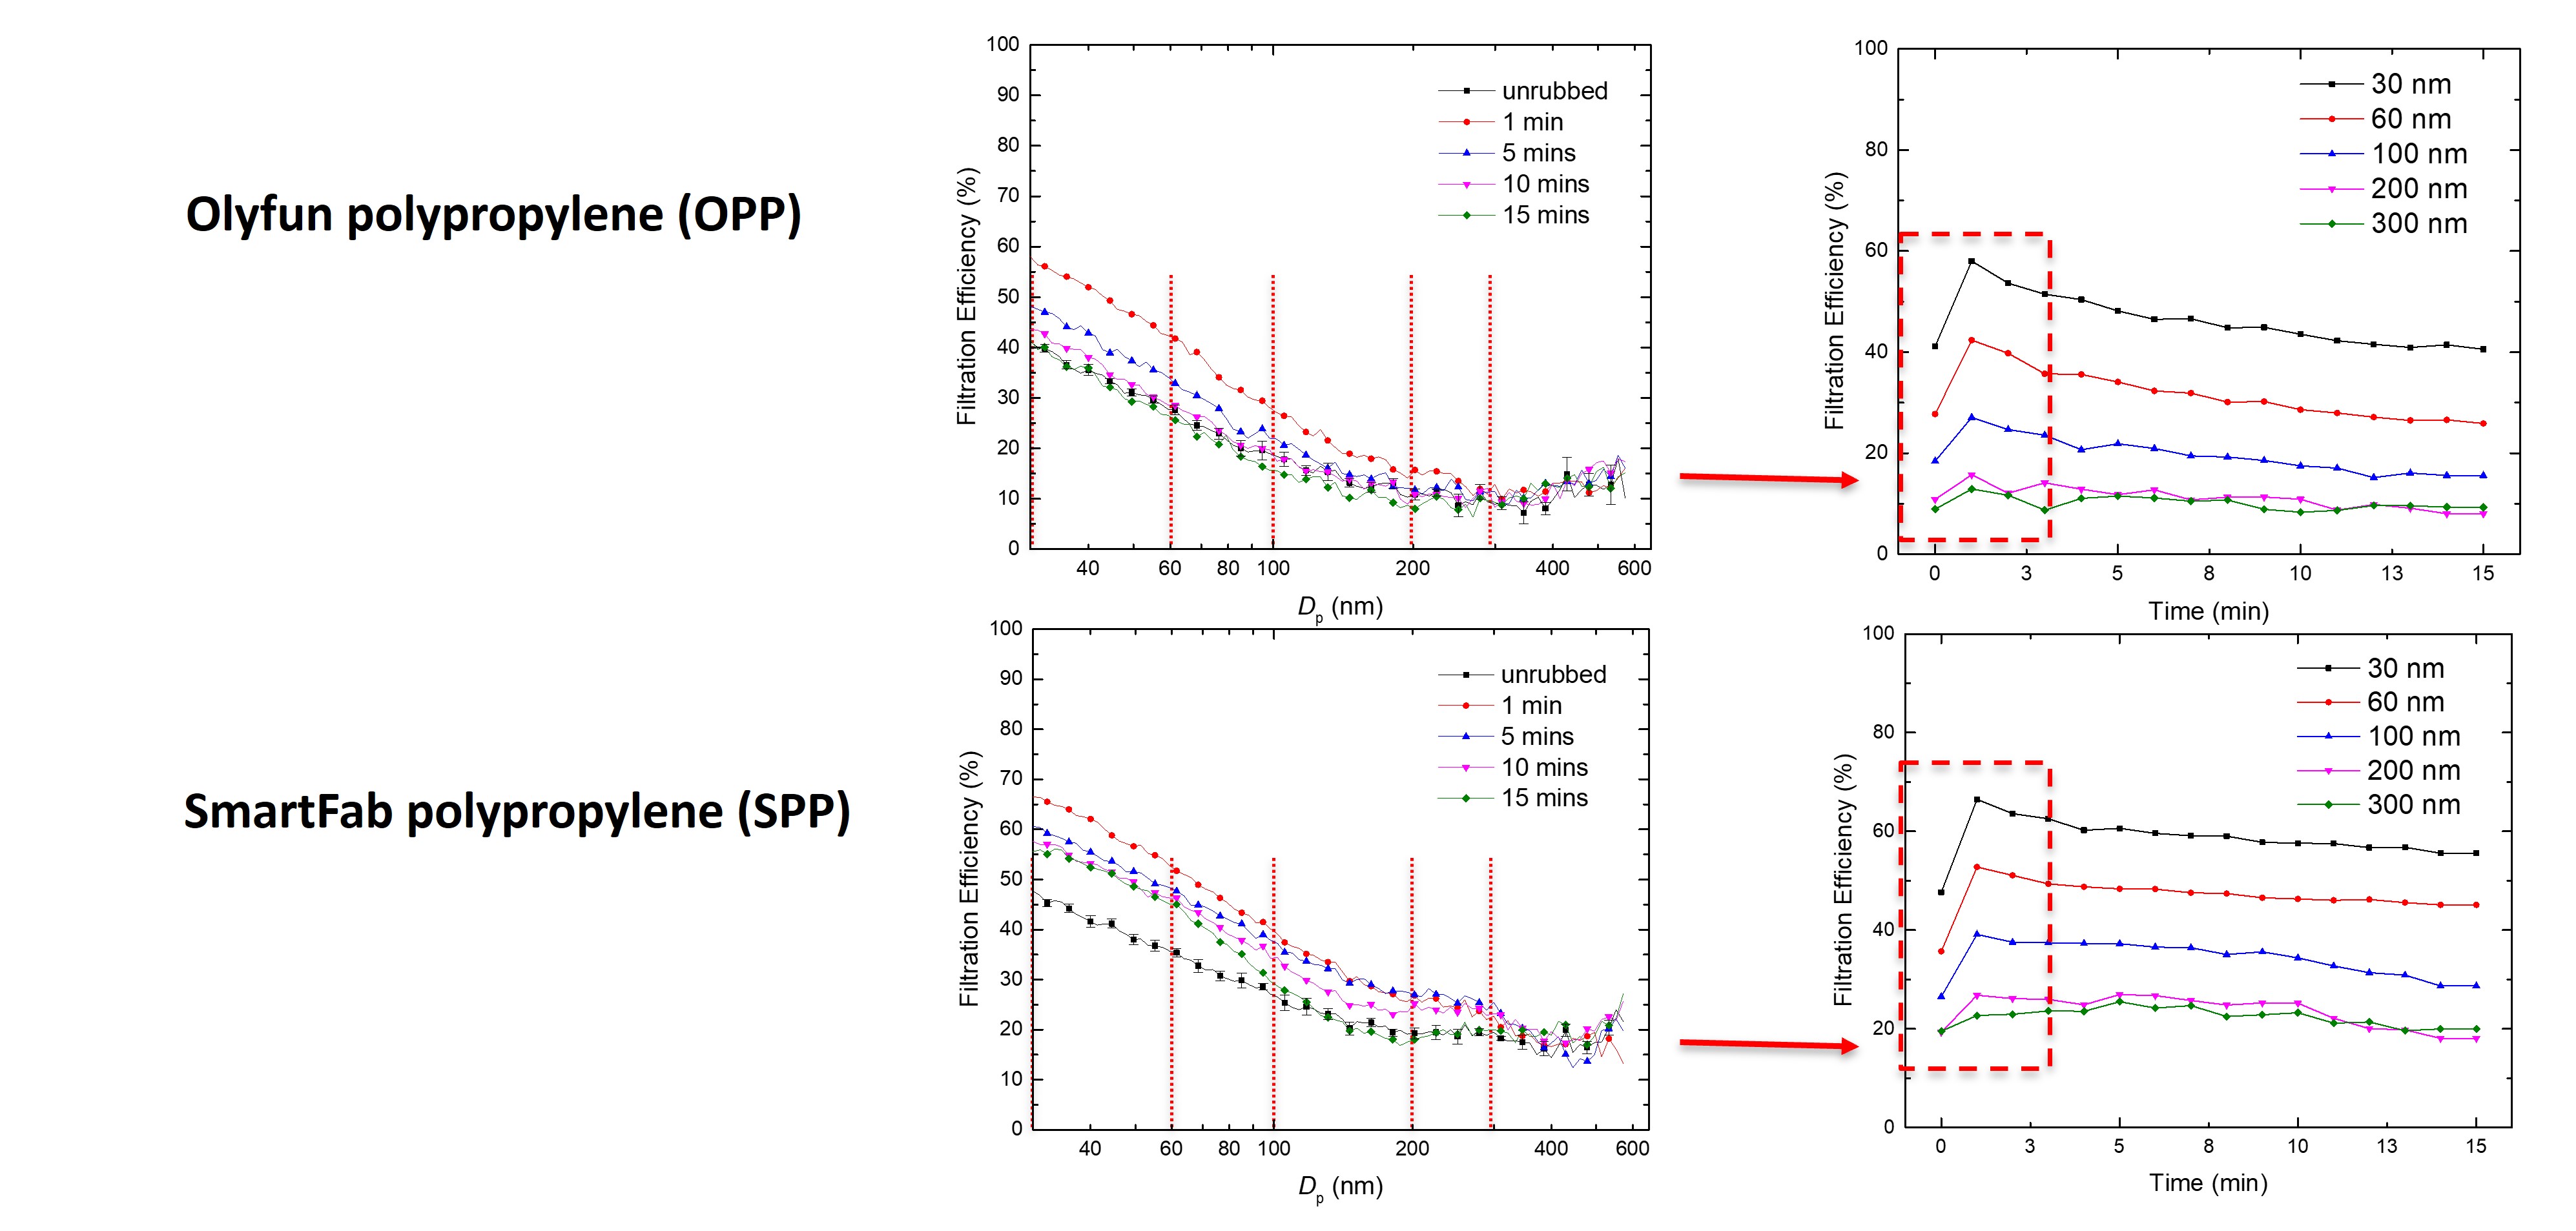 Olyfun polypropylene (OPP)
Filtration Efficiency (%)
100
90
80
70
60
50
40
30
20
10
0
unrubbed
1 min
5 mins
10 mins
15 mins
40 60 80 100 200 400 600
Dp (nm)
Filtration Efficiency (%)
100
80
60
40
20
0
30 nm
60 nm
100 nm
200 nm
300 nm
0 3 5 8 10 13 15
Time (min)
SmartFab polypropylene (SPP)
Filtration Efficiency (%)
100
90
80
70
60
50
40
30
20
10
0
unrubbed
1 min
5 mins
10 mins
15 mins
40 60 80 100 200 400 600
Dp (nm)
Filtration Efficiency (%)
100
80
60
40
20
0
30 nm
60 nm
100 nm
200 nm
300 nm
0 3 5 8 10 13 15
Time (min)